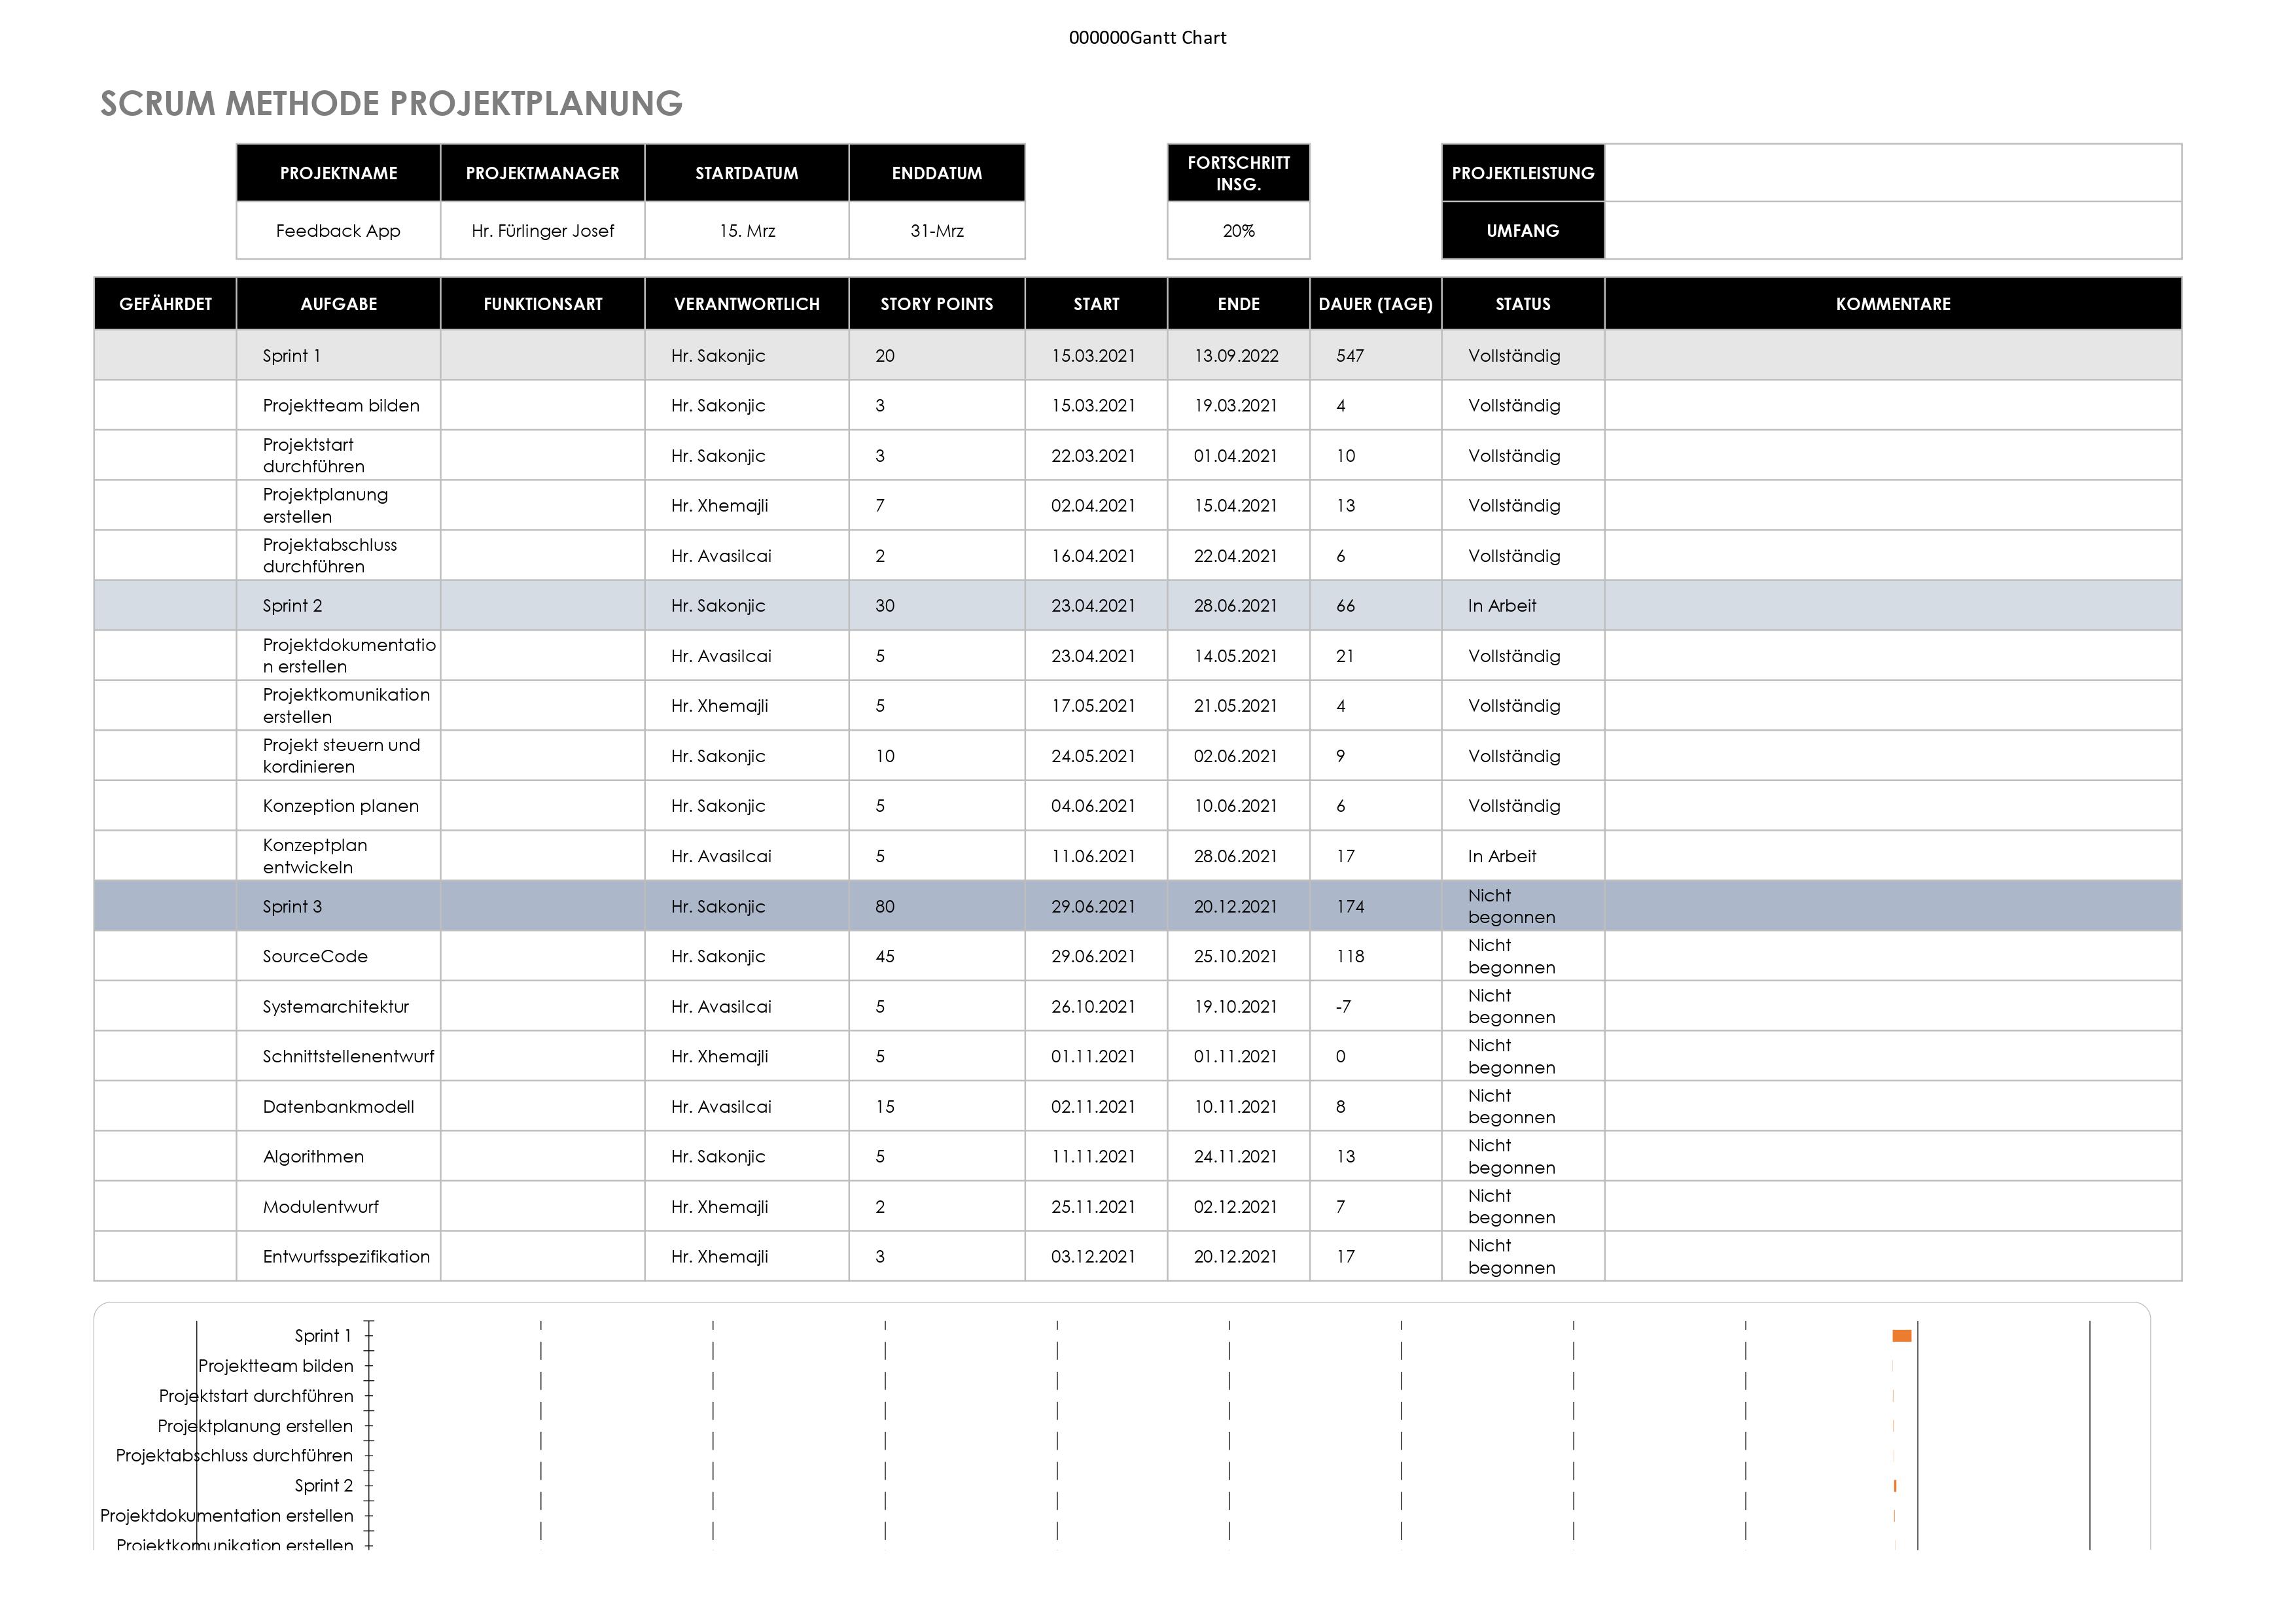 000000Gantt Chart
SCRUM METHODE PROJEKTPLANUNG
PROJEKTNAME PROJEKTMANAGER STARTDATUM ENDDATUM FORTSCHRITT INSG. PROJEKTLEISTUNG
Feedback App Hr. Fürlinger Josef 15. Mrz 31-Mrz 20% UMFANG
GEFÄHRDET AUFGABE FUNKTIONSART VERANTWORTLICH STORY POINTS START ENDE DAUER (TAGE) STATUS KOMMENTARE
Sprint 1 Hr. Sakonjic 20 15.03.2021 13.09.2022 547 Vollständig
Projektteam bilden Hr. Sakonjic 3 15.03.2021 19.03.2021 4 Vollständig
Projektstart durchführen Hr. Sakonjic 3 22.03.2021 01.04.2021 10 Vollständig
Projektplanung erstellen Hr. Xhemajli 7 02.04.2021 15.04.2021 13 Vollständig
Projektabschluss durchführen Hr. Avasilcai 2 16.04.2021 22.04.2021 6 Vollständig
Sprint 2 Hr. Sakonjic 30 23.04.2021 28.06.2021 66 In Arbeit
Projektdokumentation erstellen Hr. Avasilcai 5 23.04.2021 14.05.2021 21 Vollständig
Projektkomunikation erstellen Hr. Xhemajli 5 17.05.2021 21.05.2021 4 Vollständig
Projekt steuern und kordinieren Hr. Sakonjic 10 24.05.2021 02.06.2021 9 Vollständig
Konzeption planen Hr. Sakonjic 5 04.06.2021 10.06.2021 6 Vollständig
Konzeptplan entwickeln Hr. Avasilcai 5 11.06.2021 28.06.2021 17 In Arbeit
Sprint 3 Hr. Sakonjic 80 29.06.2021 20.12.2021 174 Nicht begonnen
SourceCode Hr. Sakonjic 45 29.06.2021 25.10.2021 118 Nicht begonnen
Systemarchitektur Hr. Avasilcai 5 26.10.2021 19.10.2021 -7 Nicht begonnen
Schnittstellenentwurf Hr. Xhemajli 5 01.11.2021 01.11.2021 0 Nicht begonnen
Datenbankmodell Hr. Avasilcai 15 02.11.2021 10.11.2021 8 Nicht begonnen
Algorithmen Hr. Sakonjic 5 11.11.2021 24.11.2021 13 Nicht begonnen
Modulentwurf Hr. Xhemajli 2 25.11.2021 02.12.2021 7 Nicht begonnen
Entwurfsspezifikation Hr. Xhemajli 3 03.12.2021 20.12.2021 17 Nicht begonnen
Sprint 1
Projektteam bilden
Projektstart durchführen
Projektplanung erstellen
Projektabschluss durchführen
Sprint 2
Projektdokumentation erstellen
Projektkomunikation erstellen